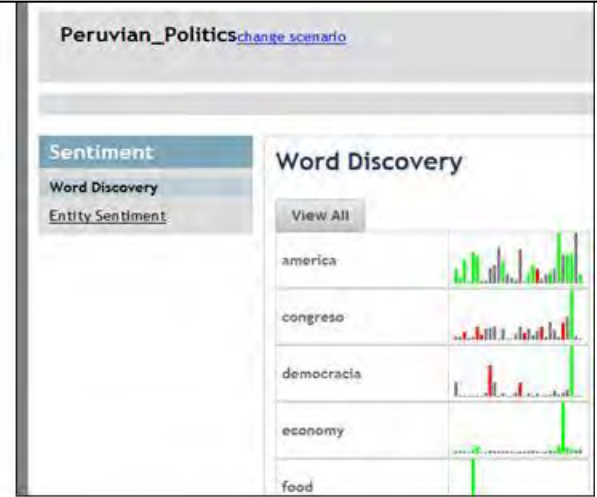 Peruvian_Politics change scenario
Sentiment
Word Discovery
Entity Sentiment
Word Discovery
View All
america
congreso
democracia
economy
food